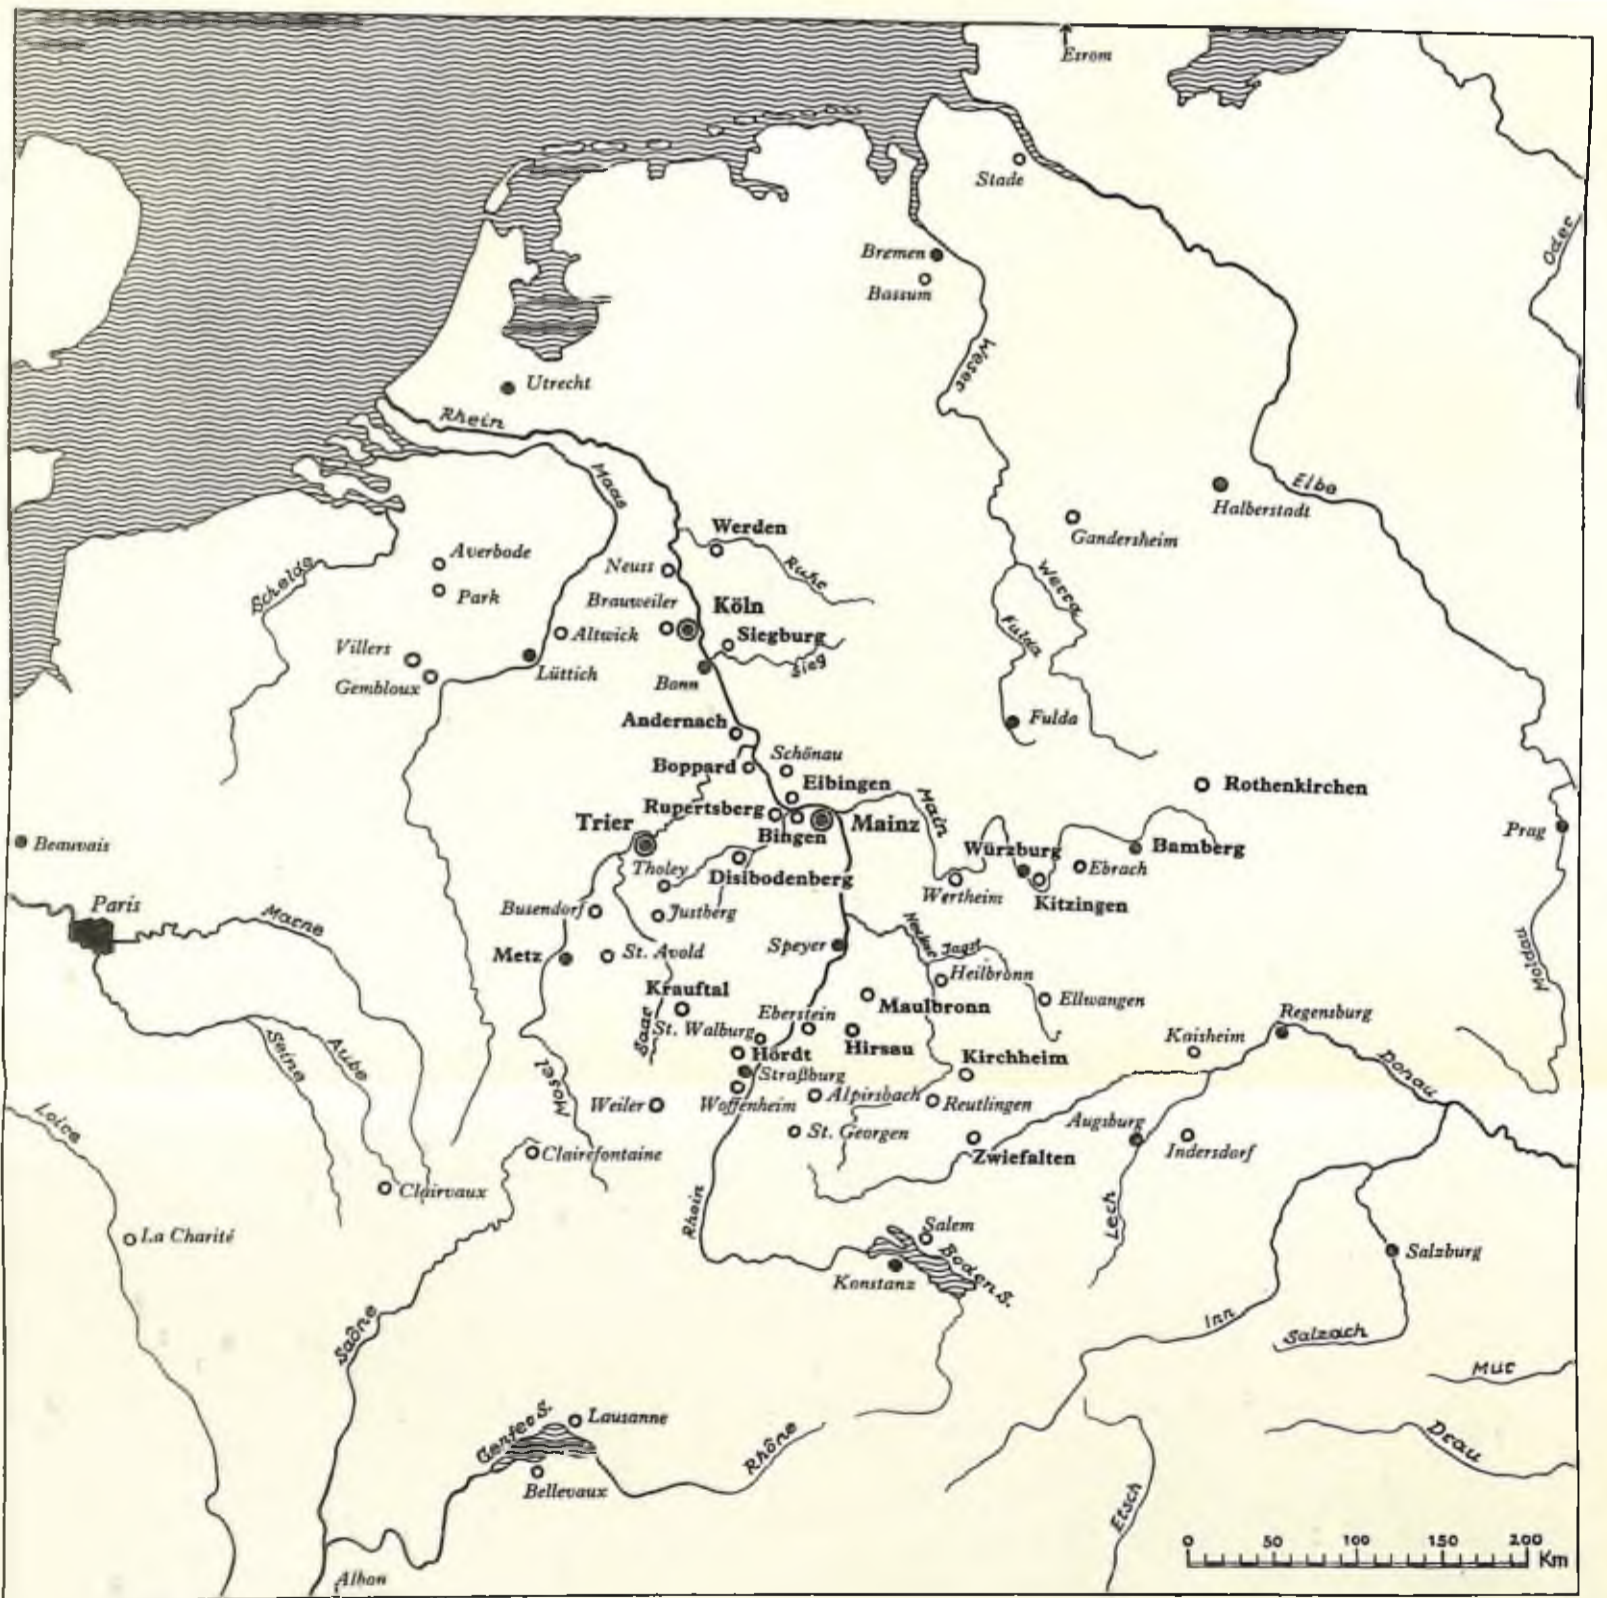 Esrom
Stade
Oder
Bremen
Bassum
Weser
Utrecht
Rhein
Maas
Elbe
Halberstadt
Gandersheim
Werden
Averbode
Neuss
Ruhr
Schelde
Park
Brauweiler
Köln
Werra
Altwick
Siegburg
Fulda
Villers
Sieg
Gembloux
Lüttich
Bonn
Andernach
Fulda
Schönau
Boppard
Eibingen
Rothenkirchen
Rupertsberg
Main
Trier
Mainz
Prag
Bingen
Beauvais
Würzburg
Bamberg
Tholey
Disibodenberg
Ebrach
Wertheim
Kitzingen
Paris
Marne
Busendorf
Justberg
Neckar
Jagst
Speyer
Metz
St. Avold
Moldau
Heilbronn
Krauftal
Maulbronn
Ellwangen
Eberstein
Regensburg
St. Walburg
Saar
Kaisheim
Hördt
Hirsau
Kirchheim
Seine
Aube
Straßburg
Donau
Mosel
Alpirsbach
Weiler
Woffenheim
Reutlingen
Loire
Augsburg
St. Georgen
Clairefontaine
Zwiefalten
Indersdorf
Clairvaux
Rhein
Lech
La Charité
Salem
Boden S.
Salzburg
Konstanz
Saône
Inn
Salzach
Mur
Genfer S.
Lausanne
Rhône
Drau
Bellevaux
Etsch
0 50 100 150 200
Km
Albon